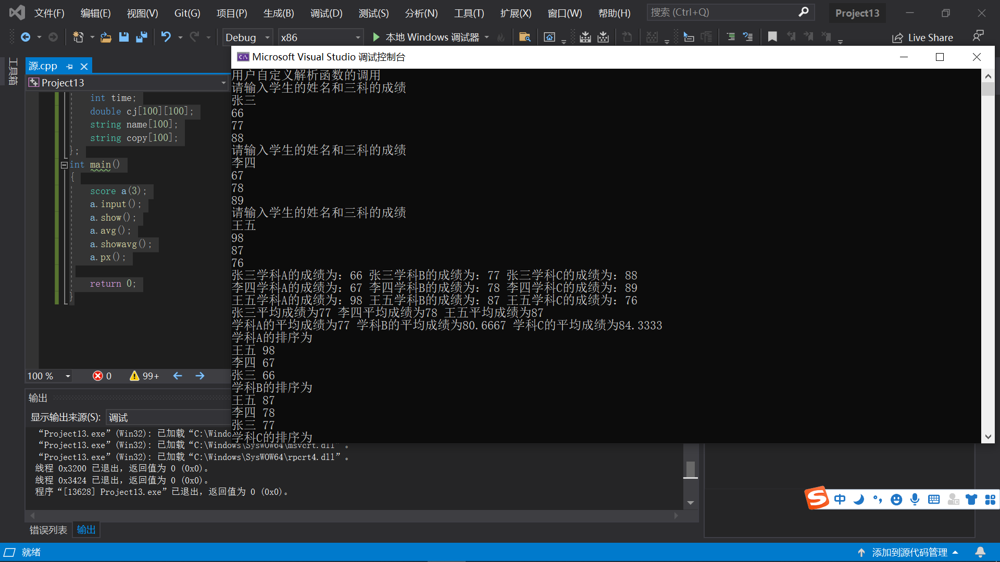 文件(F) 编辑(E) 视图(V) Git(G) 项目(P) 生成(B) 调试(D) 测试(S) 分析(N) 工具(T) 扩展(X) 窗口(W) 帮助(H) 搜索 (Ctrl+Q) Project13
Debug x86 本地 Windows 调试器 Live Share
工具箱
源.cpp
Project13
int time;
double cj[100][100];
string name[100];
string copy[100];
};
int main()
{
score a(3);
a.input();
a.show();
a.avg();
a.showavg();
a.px();
return 0;
}
100 % 0 99+
Microsoft Visual Studio 调试控制台
用户自定义解析函数的调用
请输入学生的姓名和三科的成绩
张三
66
77
88
请输入学生的姓名和三科的成绩
李四
67
78
89
请输入学生的姓名和三科的成绩
王五
98
87
76
张三学科A的成绩为：66 张三学科B的成绩为：77 张三学科C的成绩为：88
李四学科A的成绩为：67 李四学科B的成绩为：78 李四学科C的成绩为：89
王五学科A的成绩为：98 王五学科B的成绩为：87 王五学科C的成绩为：76
张三平均成绩为77 李四平均成绩为78 王五平均成绩为87
学科A的平均成绩为77 学科B的平均成绩为80.6667 学科C的平均成绩为84.3333
学科A的排序为
王五 98
李四 67
张三 66
学科B的排序为
王五 87
李四 78
张三 77
学科C的排序为
输出
显示输出来源(S): 调试
“Project13.exe”(Win32): 已加载“C:\Windo
“Project13.exe”(Win32): 已加载“C:\Windows\SysWOW64\msvcrt.dll”。
“Project13.exe”(Win32): 已加载“C:\Windows\SysWOW64\rpcrt4.dll”。
线程 0x3200 已退出，返回值为 0 (0x0)。
线程 0x3424 已退出，返回值为 0 (0x0)。
程序“[13628] Project13.exe”已退出，返回值为 0 (0x0)。
中
错误列表 输出
就绪 添加到源代码管理